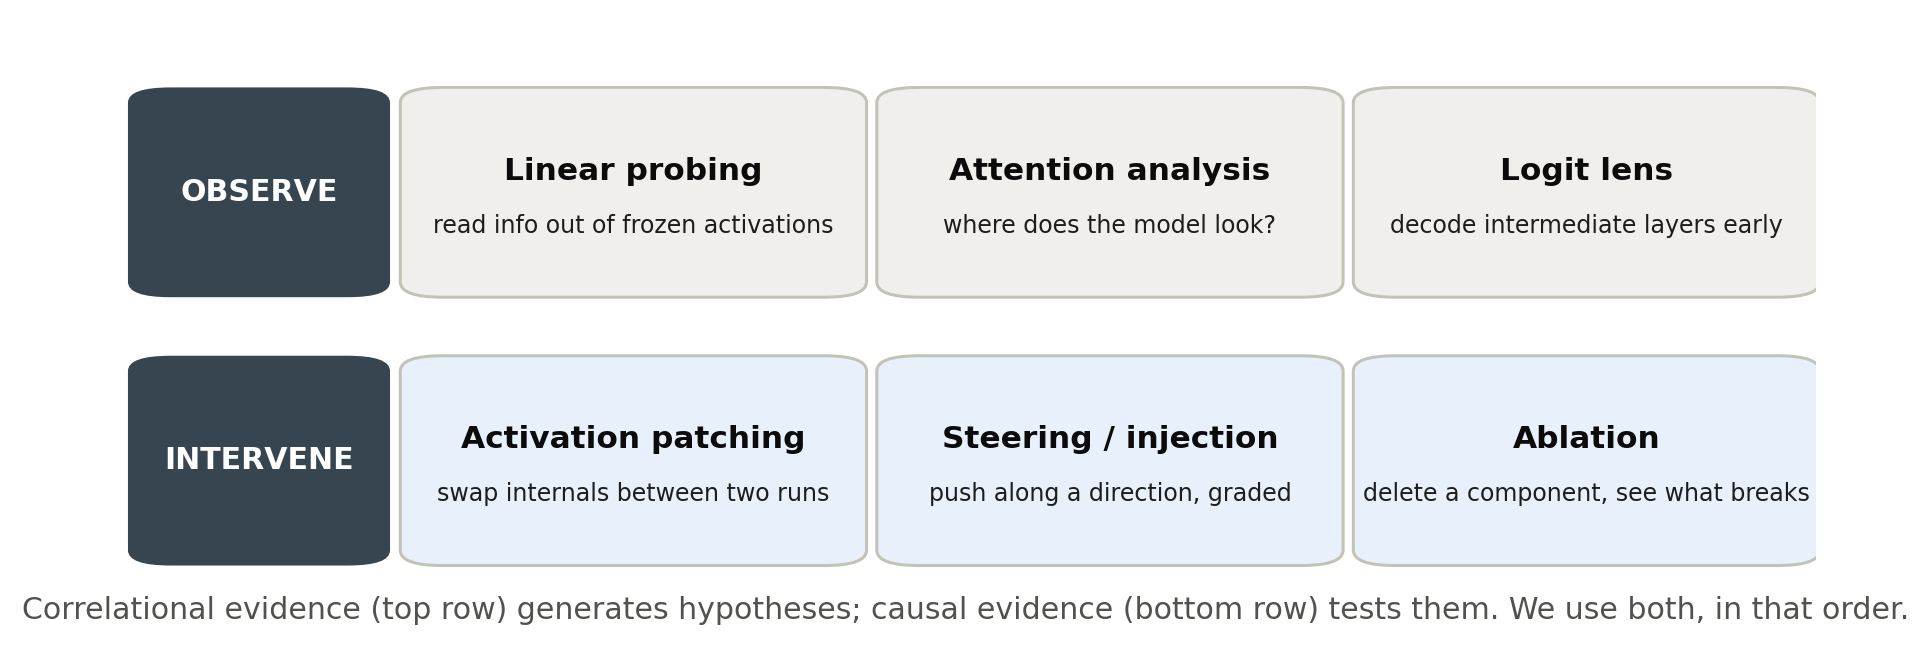 OBSERVE
Linear probing
read info out of frozen activations
Attention analysis
where does the model look?
Logit lens
decode intermediate layers early
INTERVENE
Activation patching
swap internals between two runs
Steering / injection
push along a direction, graded
Ablation
delete a component, see what breaks
Correlational evidence (top row) generates hypotheses; causal evidence (bottom row) tests them. We use both, in that order.